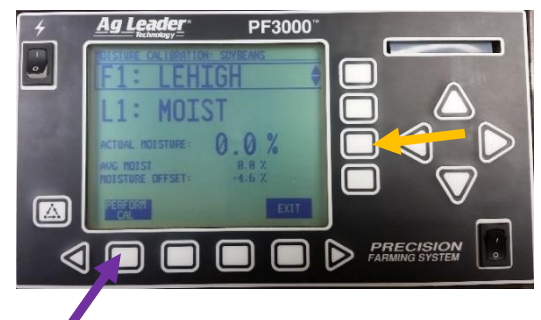 Ag Leader
Technology
PF3000™
MOISTURE CALIBRATION: SOYBEANS
F1: LEHIGH
L1: MOIST
ACTUAL MOISTURE: 0.0 %
AVG MOIST 0.0 %
MOISTURE OFFSET: -4.6 %
PERFORM
CAL
EXIT
PRECISION
FARMING SYSTEM